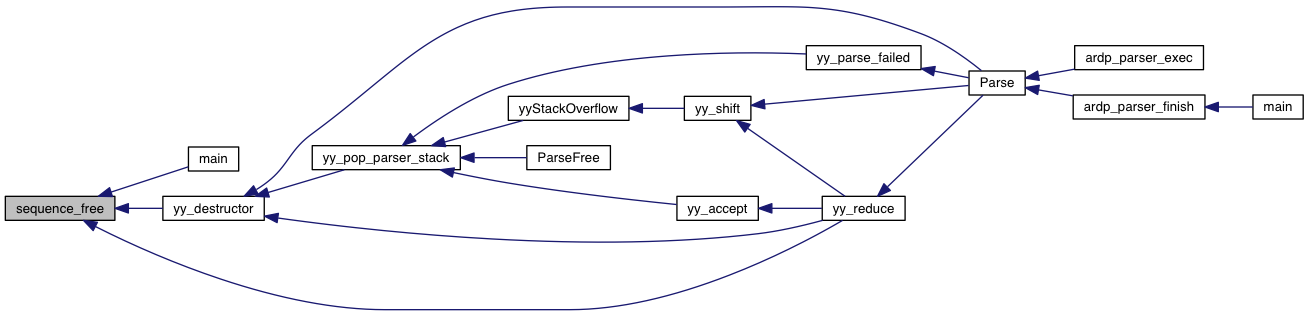 sequence_free
main
yy_destructor
yy_pop_parser_stack
yyStackOverflow
ParseFree
yy_shift
yy_accept
yy_parse_failed
yy_reduce
Parse
ardp_parser_exec
ardp_parser_finish
main